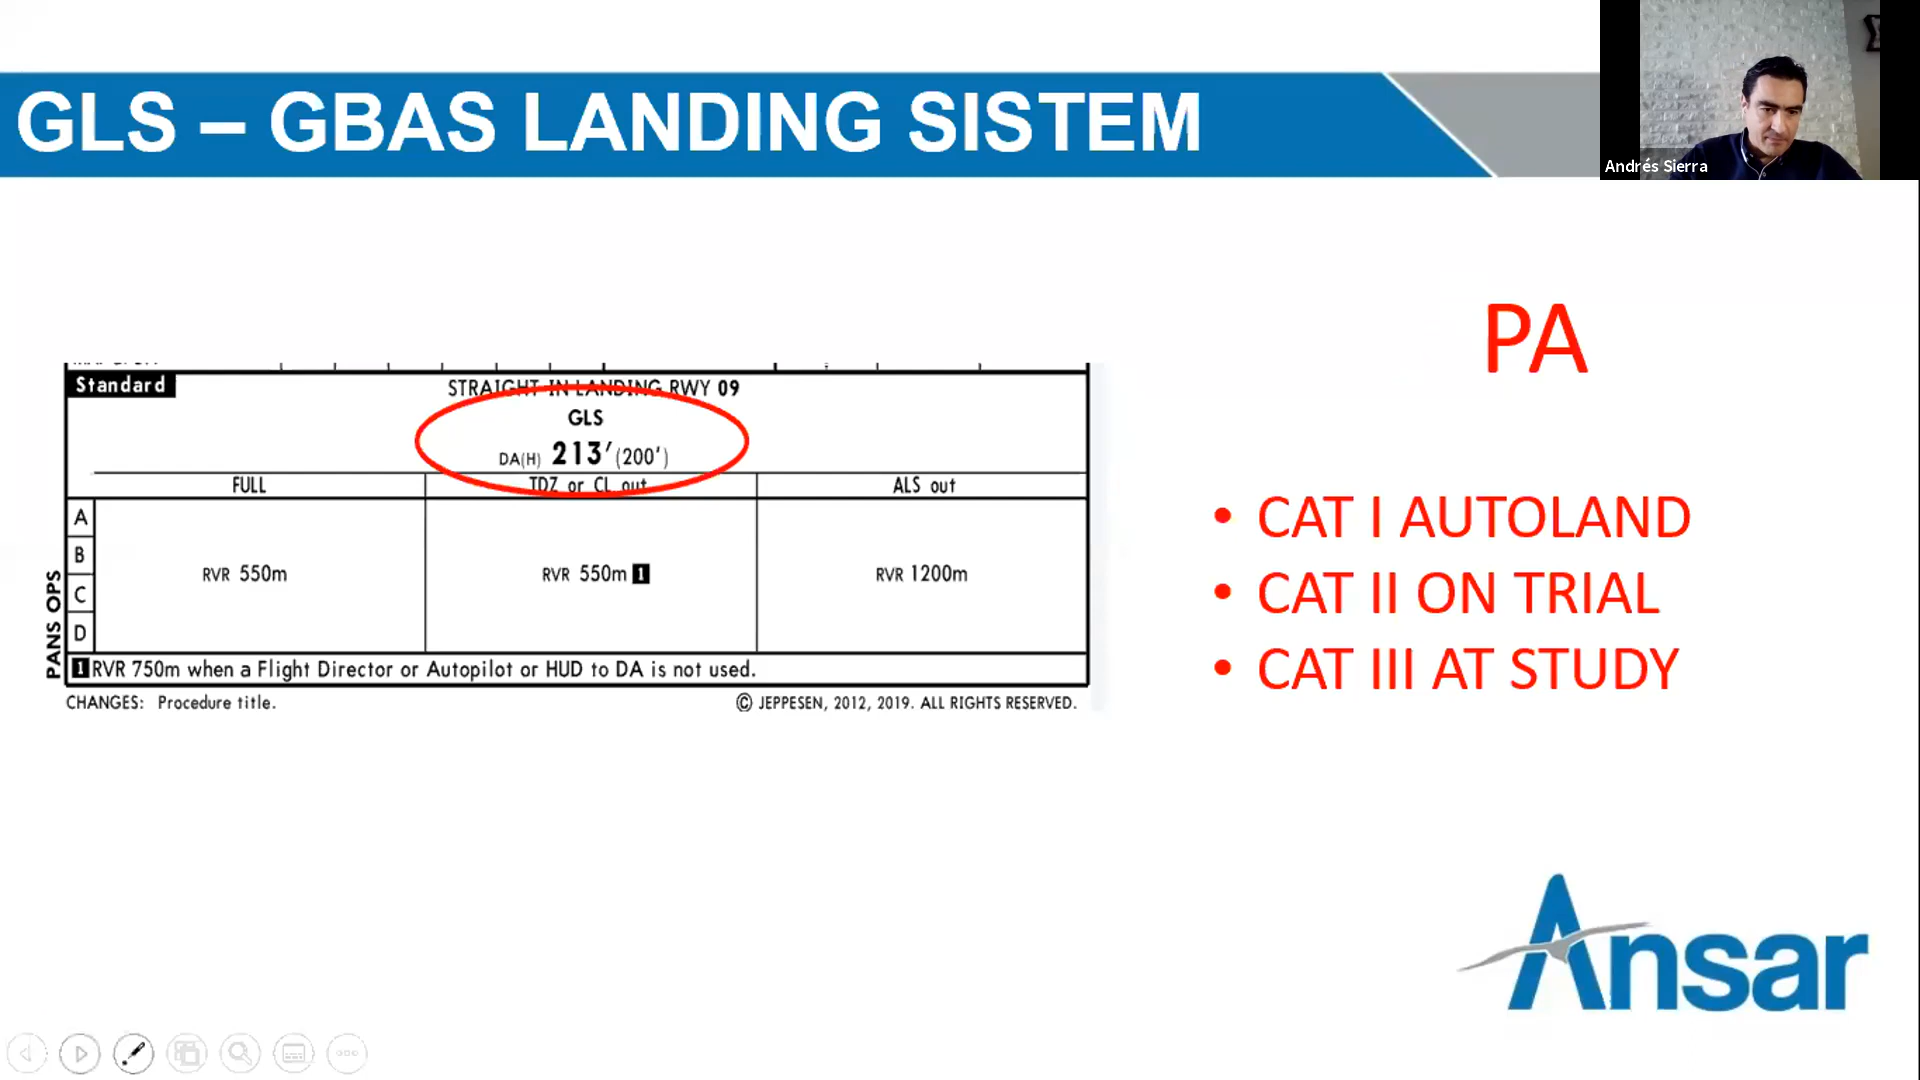 GLS – GBAS LANDING SISTEM
Andrés Sierra
PA
Standard
STRAIGHT-IN LANDING RWY 09
GLS
DA(H) 213' (200')
FULL
TDZ or CL out
ALS out
A
B
C
D
RVR 550m
RVR 550m 1
RVR 1200m
PANS OPS
1 RVR 750m when a Flight Director or Autopilot or HUD to DA is not used.
CHANGES: Procedure title.
© JEPPESEN, 2012, 2019. ALL RIGHTS RESERVED.
• CAT I AUTOLAND
• CAT II ON TRIAL
• CAT III AT STUDY
Ansar